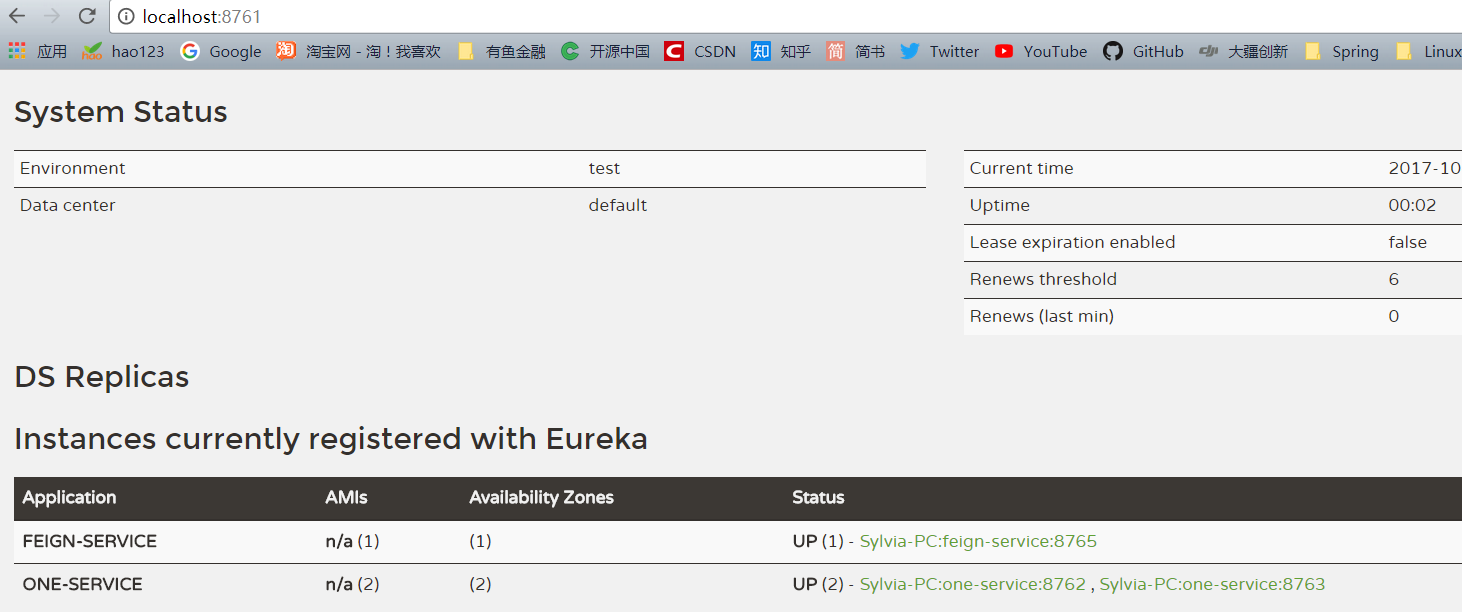 localhost:8761
应用 hao123 Google 淘 淘宝网 - 淘！我喜欢 有鱼金融 开源中国 C CSDN 知 知乎 简 简书 Twitter YouTube GitHub 大疆创新 Spring Linux
System Status
Environment test
Data center default
Current time 2017-10
Uptime 00:02
Lease expiration enabled false
Renews threshold 6
Renews (last min) 0
DS Replicas
Instances currently registered with Eureka
Application AMIs Availability Zones Status
FEIGN-SERVICE n/a (1) (1) UP (1) - Sylvia-PC:feign-service:8765
ONE-SERVICE n/a (2) (2) UP (2) - Sylvia-PC:one-service:8762 , Sylvia-PC:one-service:8763